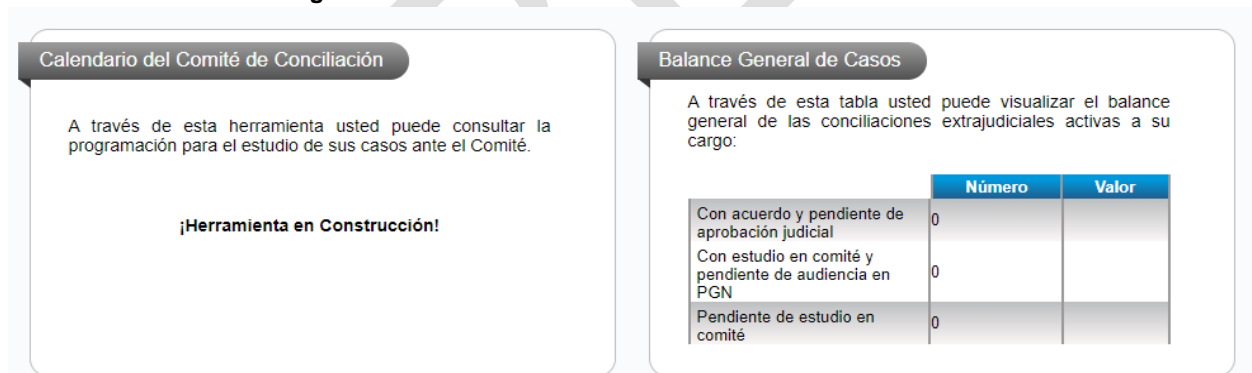 Calendario del Comité de Conciliación
A través de esta herramienta usted puede consultar la
programación para el estudio de sus casos ante el Comité.
¡Herramienta en Construcción!
Balance General de Casos
A través de esta tabla usted puede visualizar el balance
general de las conciliaciones extrajudiciales activas a su
cargo:
Número Valor
Con acuerdo y pendiente de
aprobación judicial 0
Con estudio en comité y
pendiente de audiencia en
PGN 0
Pendiente de estudio en
comité 0